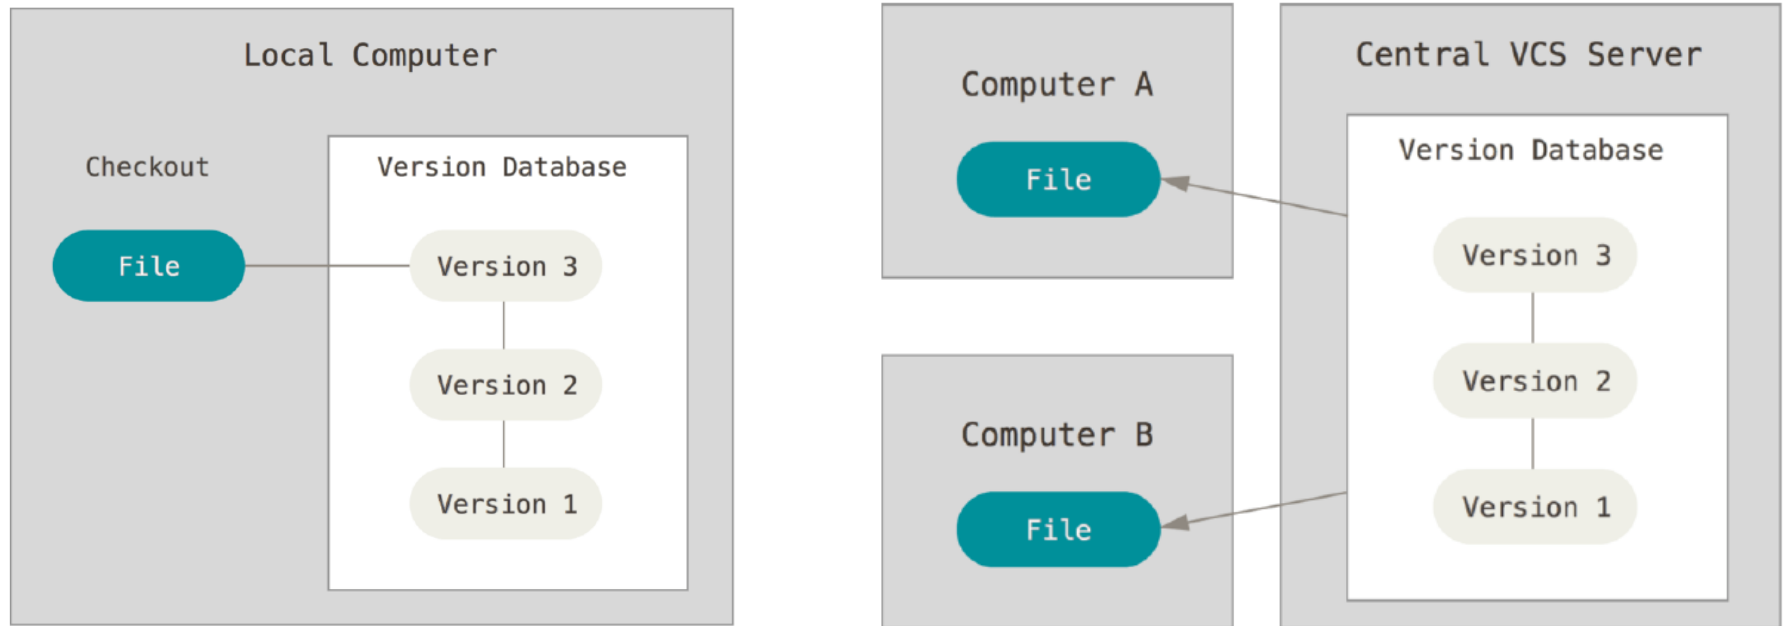 Local Computer
Checkout
Version Database
File
Version 3
Version 2
Version 1
Computer A
File
Computer B
File
Central VCS Server
Version Database
Version 3
Version 2
Version 1